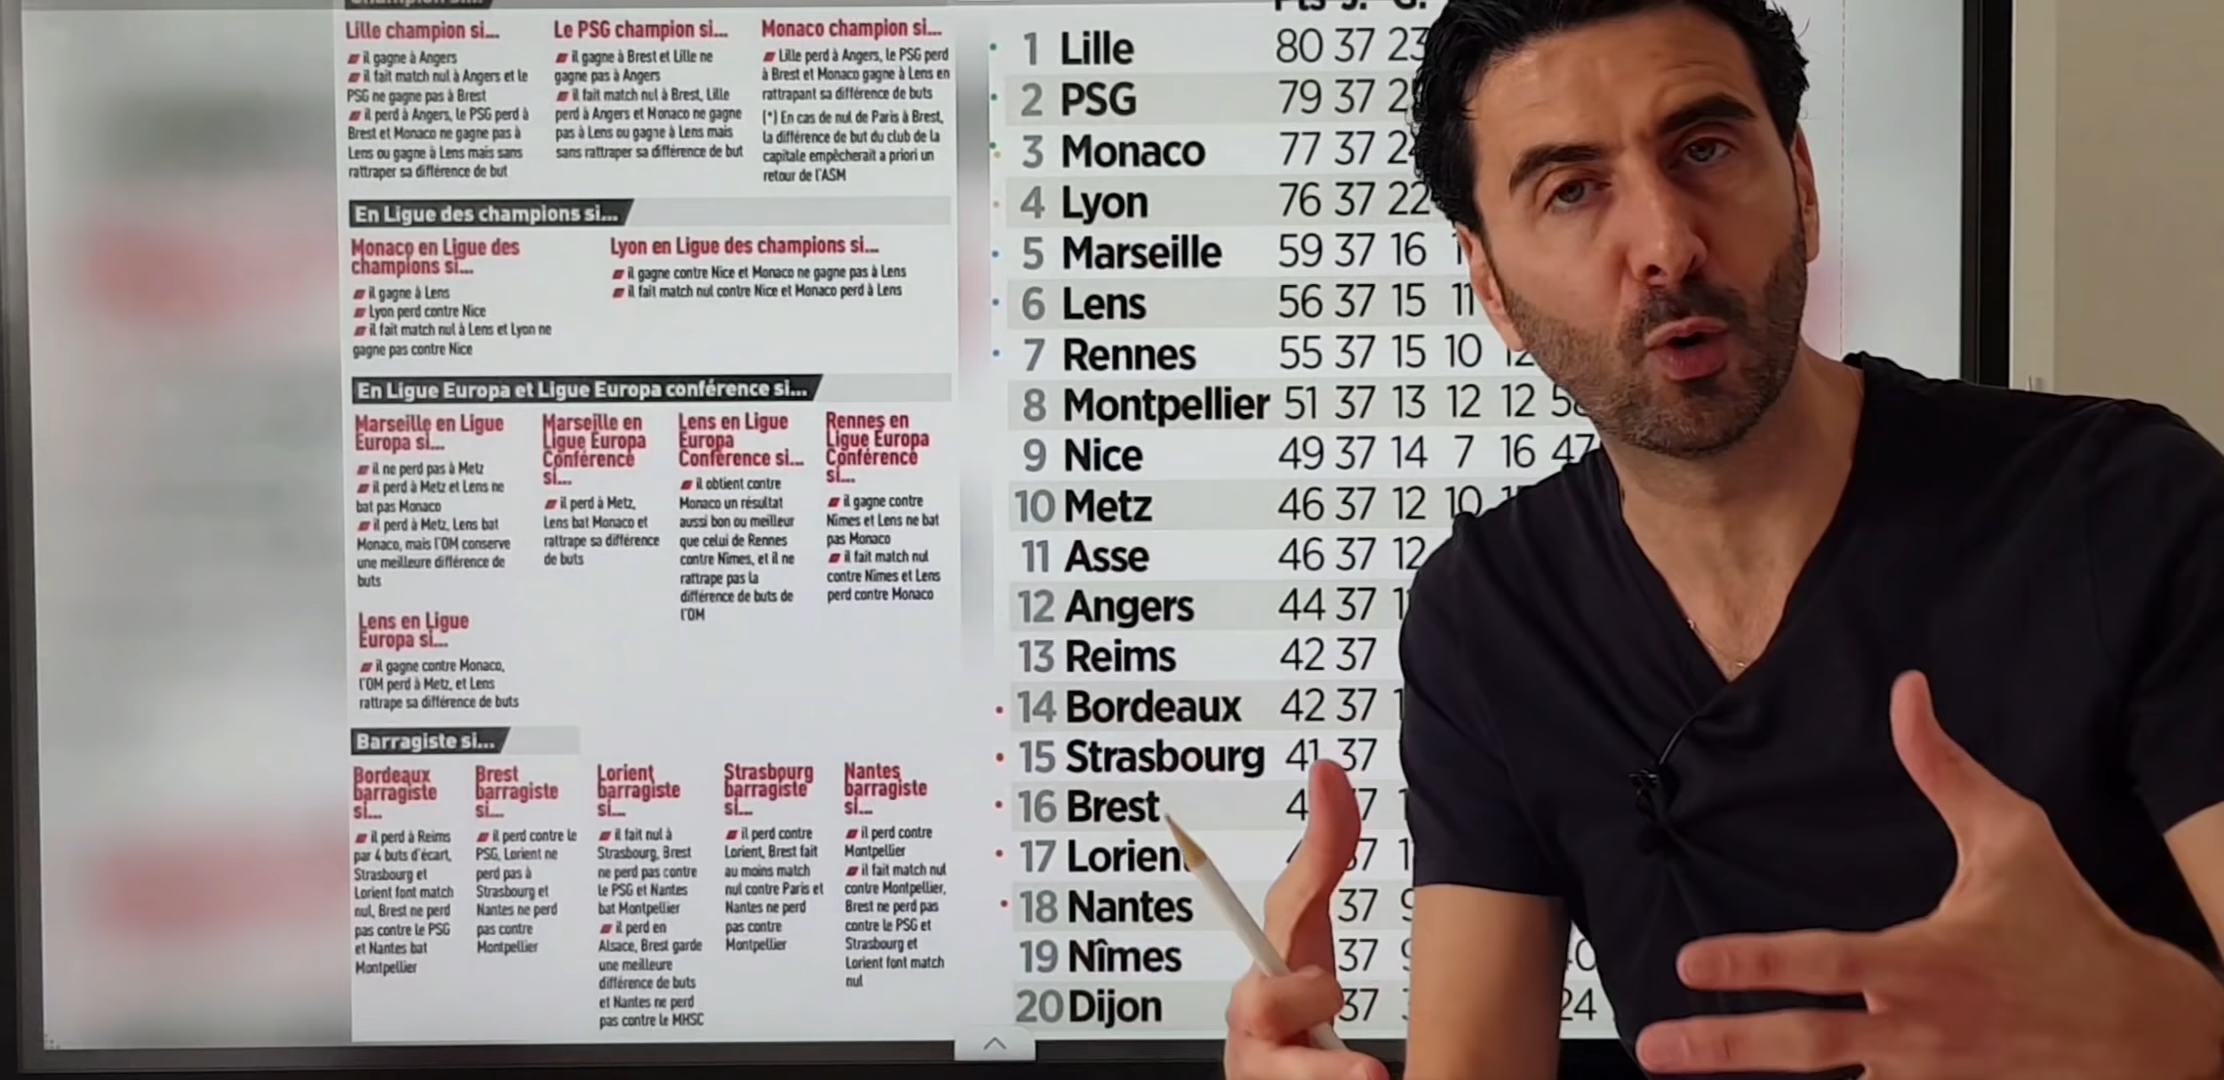 Lille champion si...
il gagne à Angers
il fait match nul à Angers et le
PSG ne gagne pas à Brest
il perd à Angers, le PSG perd à
Brest et Monaco ne gagne pas à
Lens ou gagne à Lens mais sans
rattraper sa différence de but
Le PSG champion si...
il gagne à Brest et Lille ne
gagne pas à Angers
il fait match nul à Brest, Lille
perd à Angers et Monaco ne gagne
pas à Lens ou gagne à Lens mais
sans rattraper sa différence de but
Monaco champion si...
Lille perd à Angers, le PSG perd
à Brest et Monaco gagne à Lens en
rattrapant sa différence de buts
(*) En cas de nul de Paris à Brest,
la différence de but du club de la
capitale empêcherait a priori un
retour de l'ASM
En Ligue des champions si...
Monaco en Ligue des
champions si...
il gagne à Lens
Lyon perd contre Nice
il fait match nul à Lens et Lyon ne
gagne pas contre Nice
Lyon en Ligue des champions si...
il gagne contre Nice et Monaco ne gagne pas à Lens
il fait match nul contre Nice et Monaco perd à Lens
En Ligue Europa et Ligue Europa conférence si...
Marseille en Ligue
Europa si...
il ne perd pas à Metz
il perd à Metz et Lens ne
bat pas Monaco
il perd à Metz, Lens bat
Monaco, mais l'OM conserve
une meilleure différence de
buts
Marseille en
Ligue Europa
Conférence
si...
il perd à Metz,
Lens bat Monaco et
rattrape sa différence
de buts
Lens en Ligue
Europa
Conférence si...
il obtient contre
Monaco un résultat
aussi bon ou meilleur
que celui de Rennes
contre Nîmes, et il ne
rattrape pas la
différence de buts de
l'OM
Rennes en
Ligue Europa
Conférence
si...
il gagne contre
Nîmes et Lens ne bat
pas Monaco
il fait match nul
contre Nîmes et Lens
perd contre Monaco
Lens en Ligue
Europa si...
il gagne contre Monaco,
l'OM perd à Metz, et Lens
rattrape sa différence de buts
Barragiste si...
Bordeaux
barragiste
si...
il perd à Reims
par 4 buts d'écart,
Strasbourg et
Lorient font match
nul, Brest ne perd
pas contre le PSG
et Nantes bat
Montpellier
Brest
barragiste
si...
il perd contre le
PSG, Lorient ne
perd pas à
Strasbourg et
Nantes ne perd
pas contre
Montpellier
Lorient
barragiste
si...
il fait nul à
Strasbourg, Brest
ne perd pas contre
le PSG et Nantes
bat Montpellier
il perd en
Alsace, Brest garde
une meilleure
différence de buts
et Nantes ne perd
pas contre le MHSC
Strasbourg
barragiste
si...
il perd contre
Lorient, Brest fait
au moins match
nul contre Paris et
Nantes ne perd
pas contre
Montpellier
Nantes
barragiste
si...
il perd contre
Montpellier
il fait match nul
contre Montpellier,
Brest ne perd pas
contre le PSG et
Strasbourg et
Lorient font match
nul
Pts J. G.
1 Lille 80 37 23
2 PSG 79 37
3 Monaco 77 37
4 Lyon 76 37 22
5 Marseille 59 37 16
6 Lens 56 37 15 11
7 Rennes 55 37 15 10 12
8 Montpellier 51 37 13 12 12
9 Nice 49 37 14 7 16 47
10 Metz 46 37 12 10
11 Asse 46 37 12
12 Angers 44 37
13 Reims 42 37
14 Bordeaux 42 37
15 Strasbourg 41 37
16 Brest
17 Lorient
18 Nantes 37
19 Nîmes 37
20 Dijon 37 24